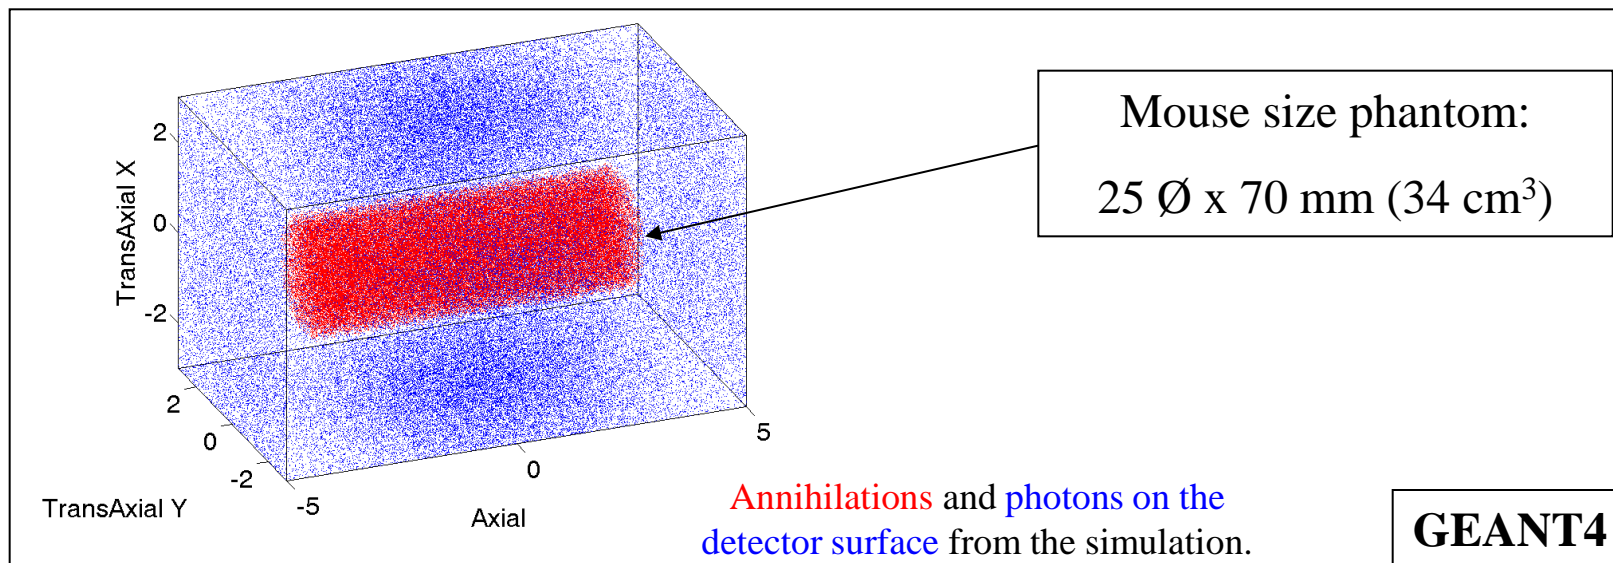 2
0
-2
TransAxial X
2
0
-2
TransAxial Y
-5
0
5
Axial
Mouse size phantom:
25 Ø x 70 mm (34 cm³)
Annihilations and photons on the
detector surface from the simulation.
GEANT4